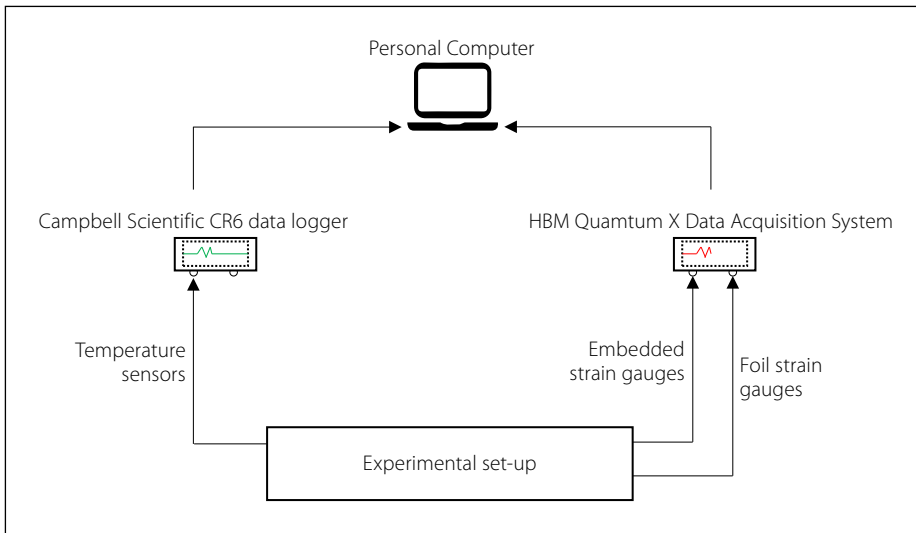 Personal Computer
Campbell Scientific CR6 data logger
HBM Quamtum X Data Acquisition System
Temperature
sensors
Embedded
strain gauges
Foil strain
gauges
Experimental set-up